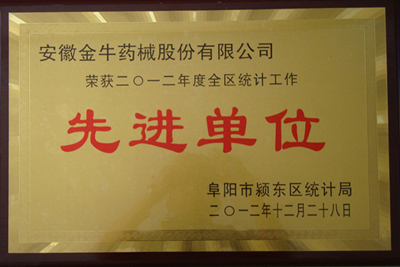 安徽金牛药械股份有限公司
荣获二〇一二年度全区统计工作
先进单位
阜阳市颍东区统计局
二〇一二年十二月二十八日